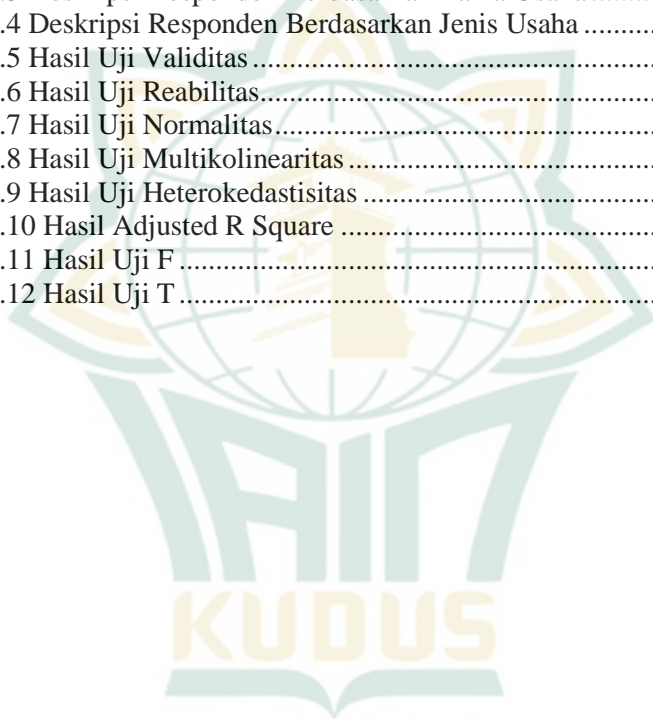 .4 Deskripsi Responden Berdasarkan Jenis Usaha ..........
.5 Hasil Uji Validitas ......................................................
.6 Hasil Uji Reabilitas.....................................................
.7 Hasil Uji Normalitas...................................................
.8 Hasil Uji Multikolinearitas .........................................
.9 Hasil Uji Heterokedastisitas .......................................
.10 Hasil Adjusted R Square ..........................................
.11 Hasil Uji F ................................................................
.12 Hasil Uji T ................................................................
IAIN
KUDUS